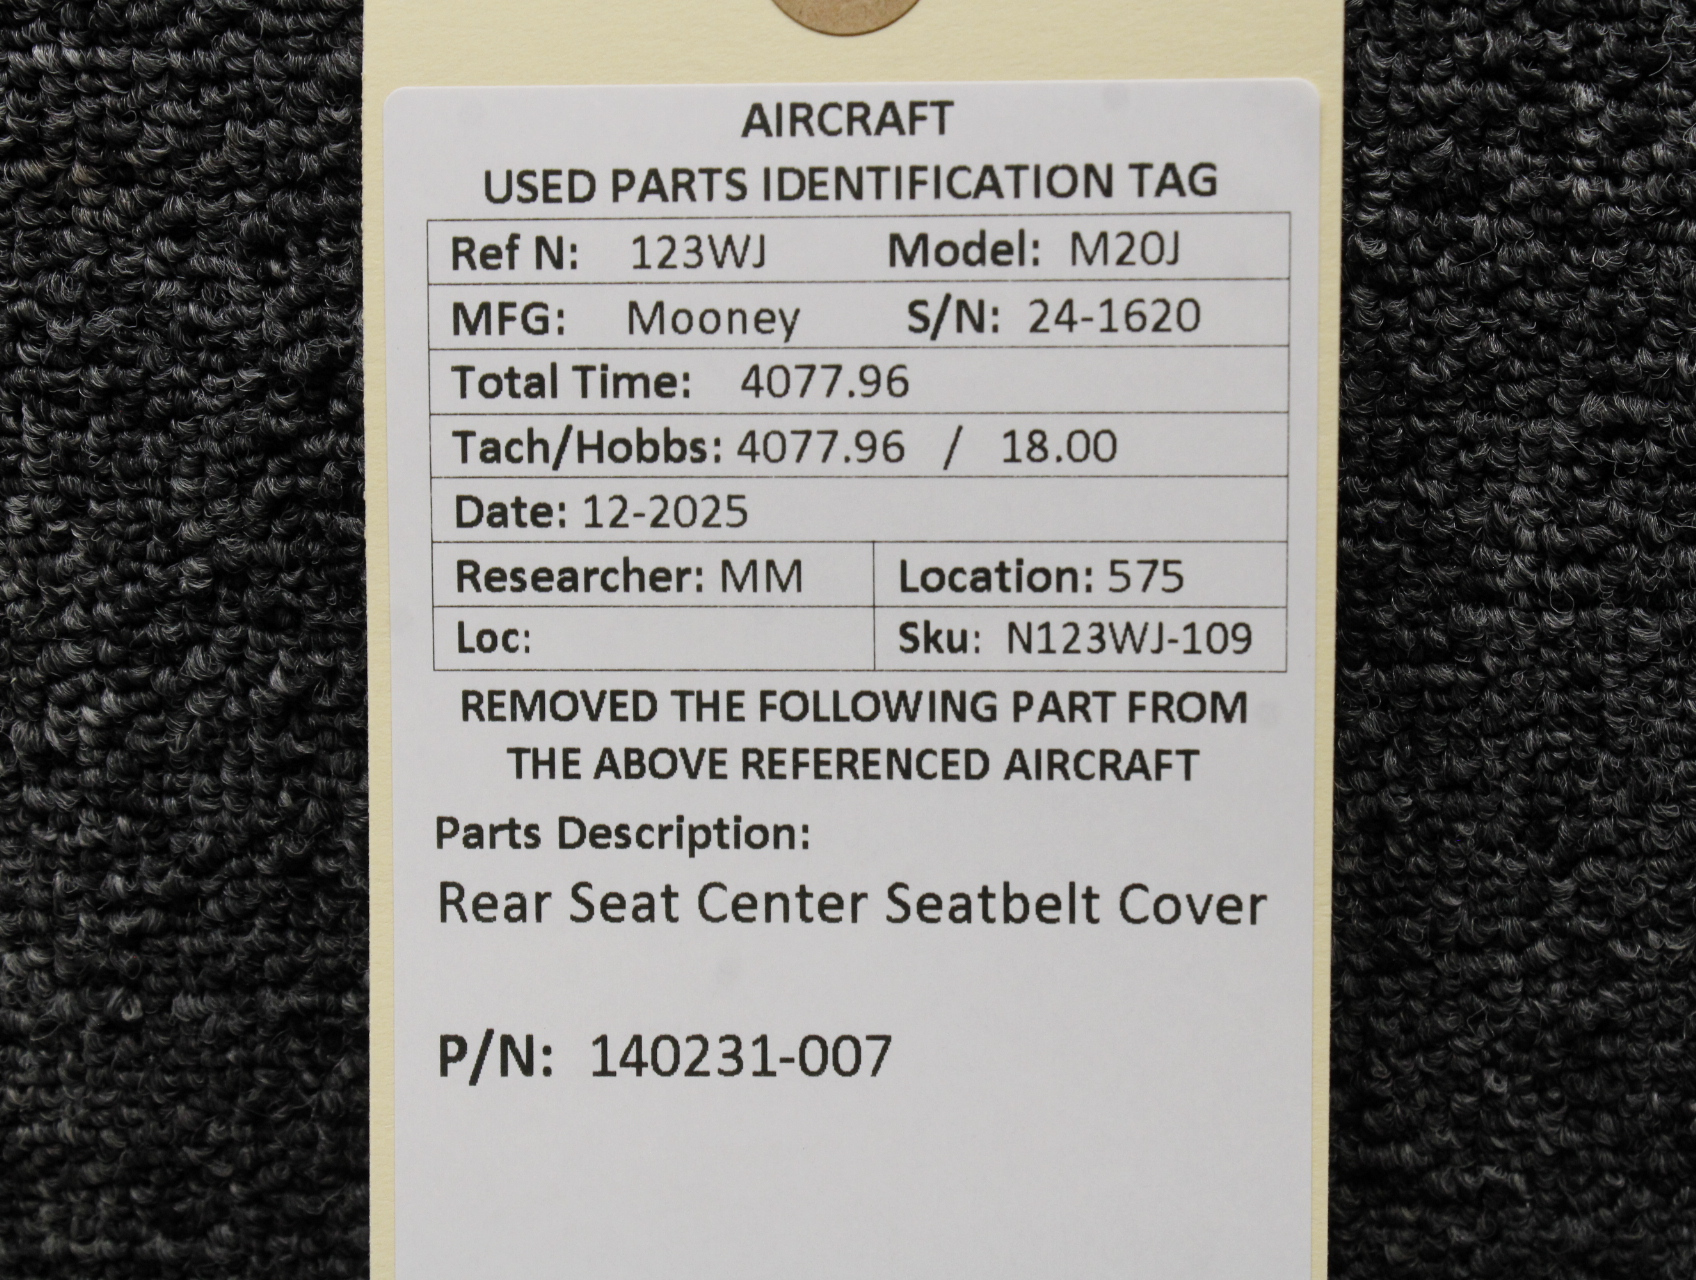 AIRCRAFT
USED PARTS IDENTIFICATION TAG
Ref N: 123WJ Model: M20J
MFG: Mooney S/N: 24-1620
Total Time: 4077.96
Tach/Hobbs: 4077.96 / 18.00
Date: 12-2025
Researcher: MM Location: 575
Loc: Sku: N123WJ-109
REMOVED THE FOLLOWING PART FROM
THE ABOVE REFERENCED AIRCRAFT
Parts Description:
Rear Seat Center Seatbelt Cover
P/N: 140231-007